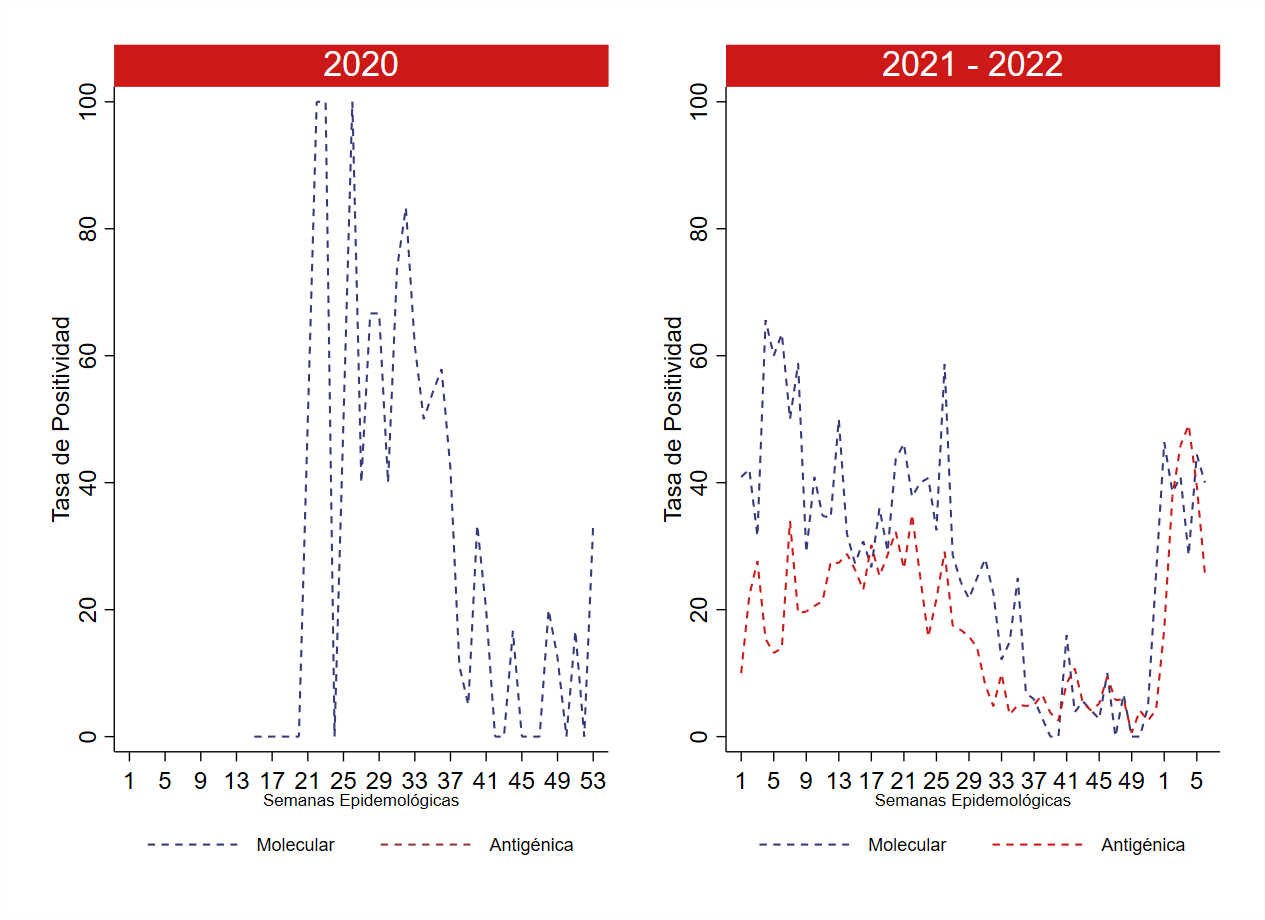 2020
Tasa de Positividad
100
80
60
40
20
0
1 5 9 13 17 21 25 29 33 37 41 45 49 53
Semanas Epidemológicas
Molecular Antigénica
2021 - 2022
Tasa de Positividad
100
80
60
40
20
0
1 5 9 13 17 21 25 29 33 37 41 45 49 1 5
Semanas Epidemológicas
Molecular Antigénica